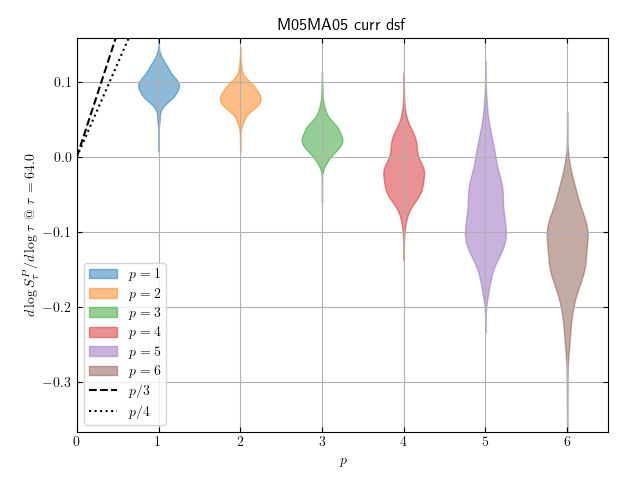 M05MA05 curr dsf
d log S_τ^P / d log τ @ τ = 64.0
0.1
0.0
−0.1
−0.2
−0.3
p = 1
p = 2
p = 3
p = 4
p = 5
p = 6
p/3
p/4
0 1 2 3 4 5 6
p